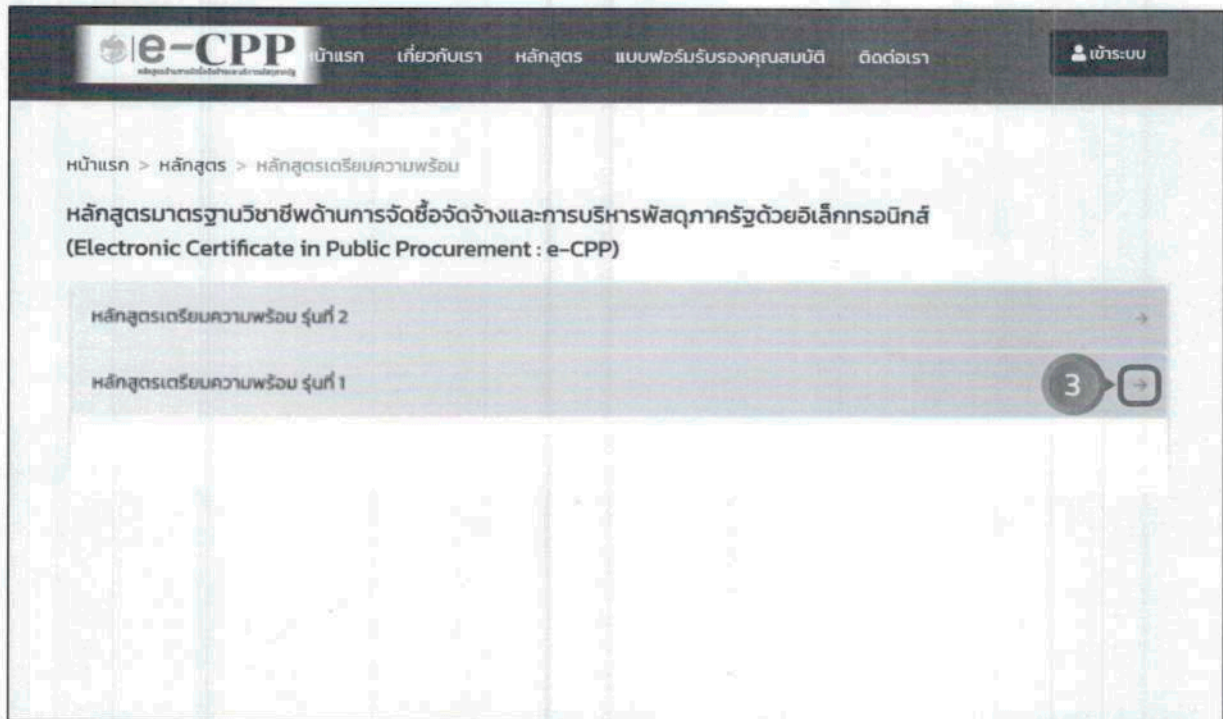 e-CPP
หน้าแรก เกี่ยวกับเรา หลักสูตร แบบฟอร์มรับรองคุณสมบัติ ติดต่อเรา เข้าระบบ
หน้าแรก > หลักสูตร > หลักสูตรเตรียมความพร้อม
หลักสูตรมาตรฐานวิชาชีพด้านการจัดซื้อจัดจ้างและการบริหารพัสดุภาครัฐด้วยอิเล็กทรอนิกส์
(Electronic Certificate in Public Procurement : e-CPP)
หลักสูตรเตรียมความพร้อม รุ่นที่ 2 →
หลักสูตรเตรียมความพร้อม รุ่นที่ 1 3 →